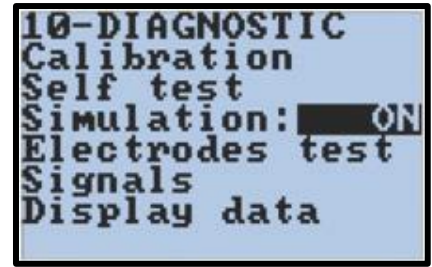 10-DIAGNOSTIC
Calibration
Self test
Simulation: ON
Electrodes test
Signals
Display data